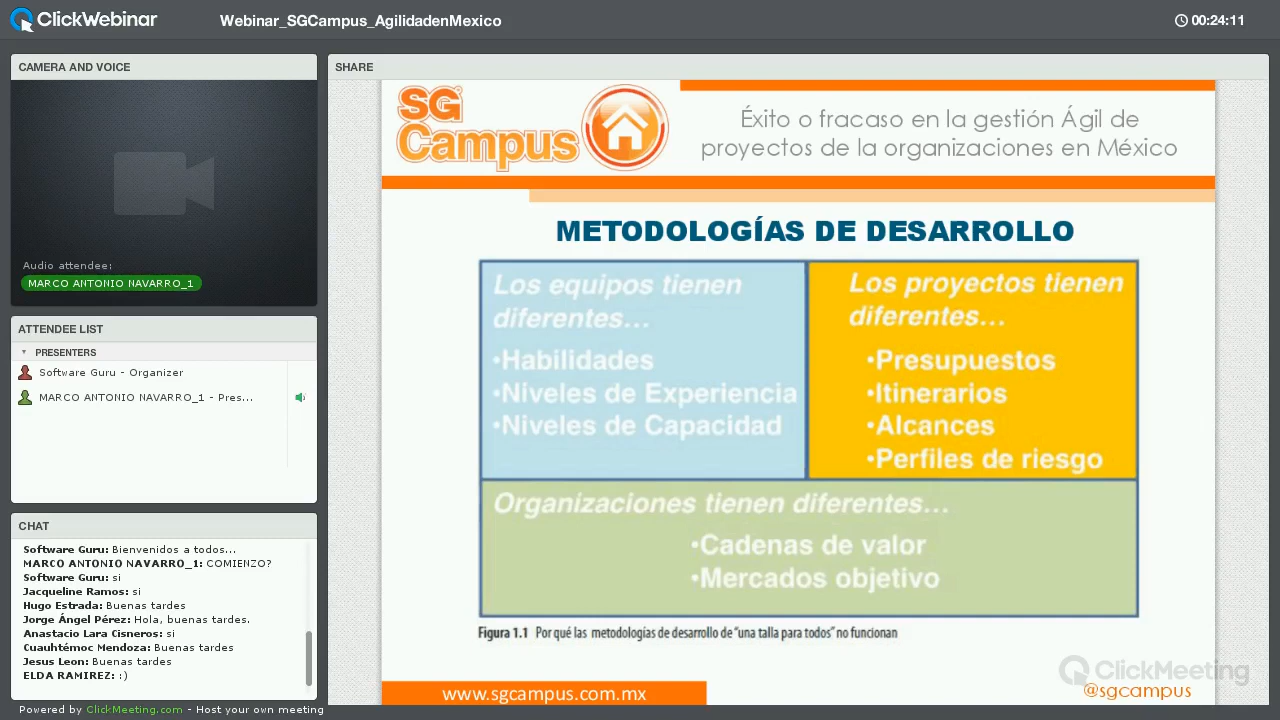 ClickWebinar
Webinar_SGCampus_AgilidadenMexico
00:24:11
CAMERA AND VOICE
Audio attendee:
MARCO ANTONIO NAVARRO_1
ATTENDEE LIST
PRESENTERS
Software Guru - Organizer
MARCO ANTONIO NAVARRO_1 - Pres...
CHAT
Software Guru: Bienvenidos a todos...
MARCO ANTONIO NAVARRO_1: COMIENZO?
Software Guru: si
Jacqueline Ramos: si
Hugo Estrada: Buenas tardes
Jorge Ángel Pérez: Hola, buenas tardes.
Anastacio Lara Cisneros: si
Cuauhtémoc Mendoza: Buenas tardes
Jesus Leon: Buenas tardes
ELDA RAMIREZ: :)
Powered by ClickMeeting.com - Host your own meeting
SHARE
SG
Campus
Éxito o fracaso en la gestión Ágil de
proyectos de la organizaciones en México
METODOLOGÍAS DE DESARROLLO
Los equipos tienen
diferentes...
•Habilidades
•Niveles de Experiencia
•Niveles de Capacidad
Los proyectos tienen
diferentes...
•Presupuestos
•Itinerarios
•Alcances
•Perfiles de riesgo
Organizaciones tienen diferentes...
•Cadenas de valor
•Mercados objetivo
Figura 1.1 Por qué las metodologías de desarrollo de "una talla para todos" no funcionan
ClickMeeting
www.sgcampus.com.mx
@sgcampus